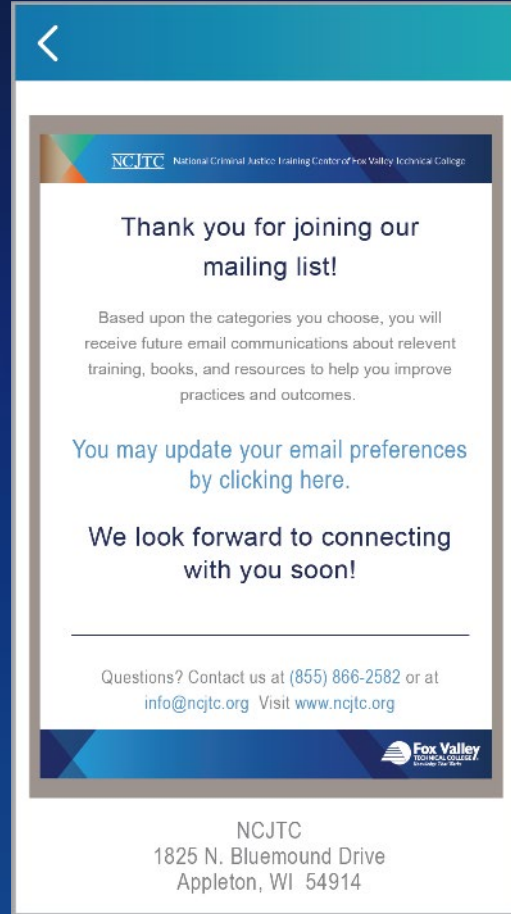 NCJTC National Criminal Justice Training Center of Fox Valley Technical College
Thank you for joining our
mailing list!
Based upon the categories you choose, you will
receive future email communications about relevent
training, books, and resources to help you improve
practices and outcomes.
You may update your email preferences
by clicking here.
We look forward to connecting
with you soon!
Questions? Contact us at (855) 866-2582 or at
info@ncjtc.org Visit www.ncjtc.org
Fox Valley
TECHNICAL COLLEGE
Knowledge That Works
NCJTC
1825 N. Bluemound Drive
Appleton, WI 54914